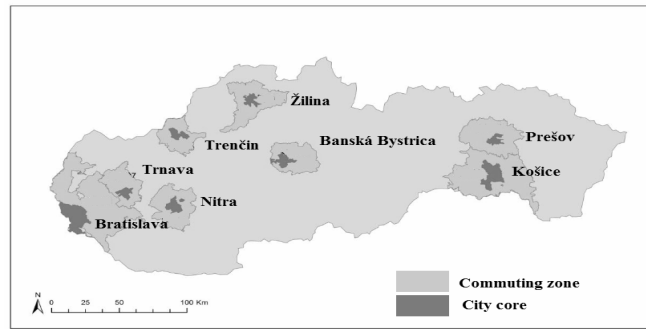 Žilina
Trenčín
Banská Bystrica
Prešov
Košice
Trnava
Nitra
Bratislava
Commuting zone
City core
N
0 25 50 100 Km